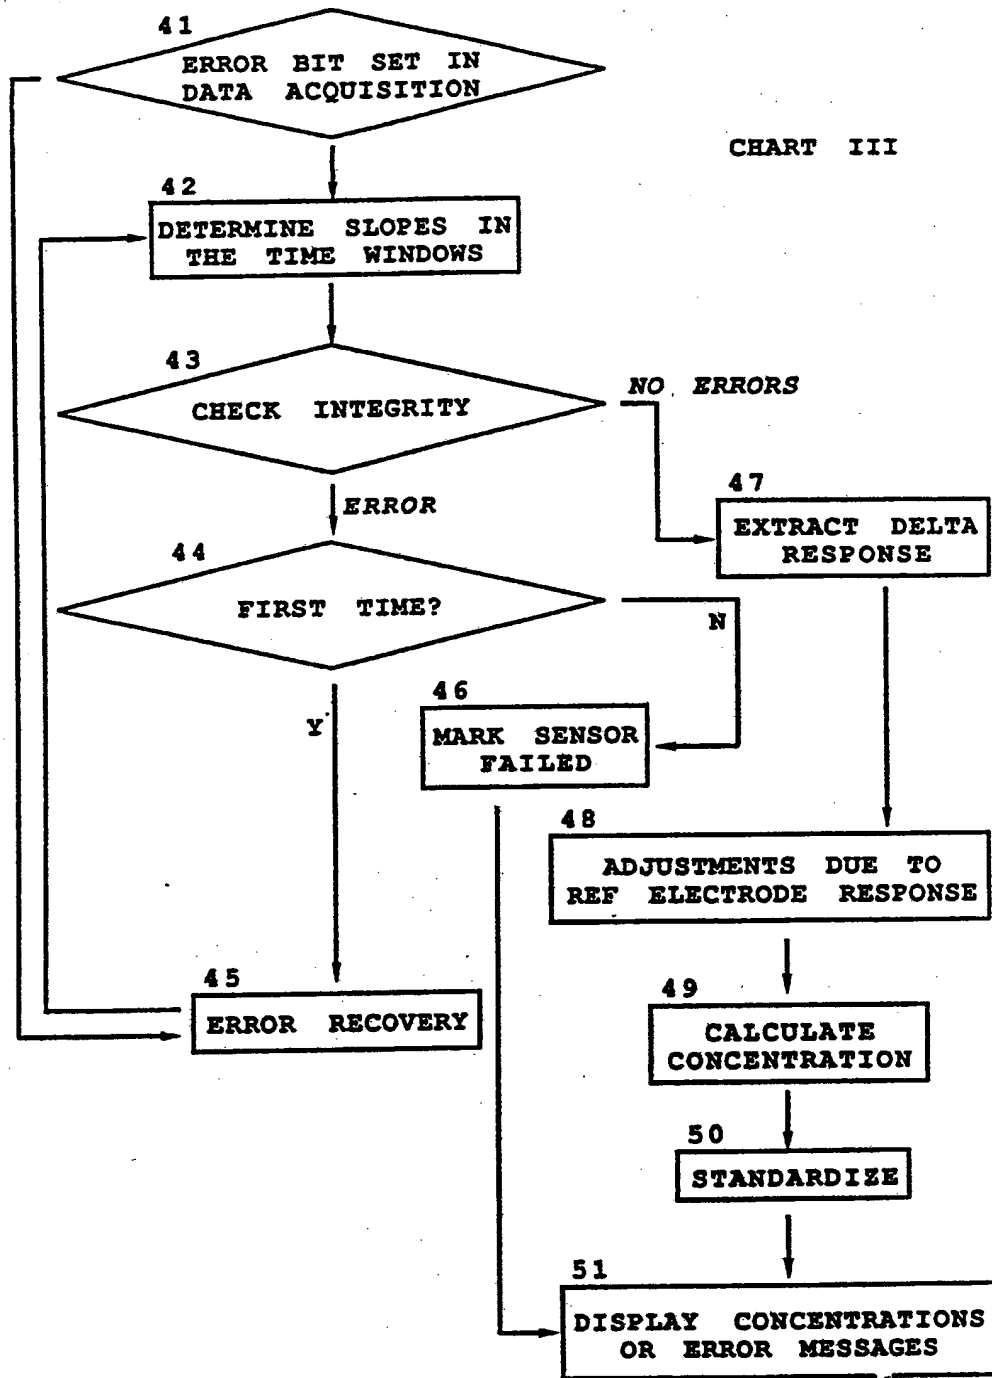 41
ERROR BIT SET IN
DATA ACQUISITION
CHART III
42
DETERMINE SLOPES IN
THE TIME WINDOWS
43
CHECK INTEGRITY
NO ERRORS
ERROR
47
EXTRACT DELTA
RESPONSE
44
FIRST TIME?
N
Y
46
MARK SENSOR
FAILED
48
ADJUSTMENTS DUE TO
REF ELECTRODE RESPONSE
45
ERROR RECOVERY
49
CALCULATE
CONCENTRATION
50
STANDARDIZE
51
DISPLAY CONCENTRATIONS
OR ERROR MESSAGES